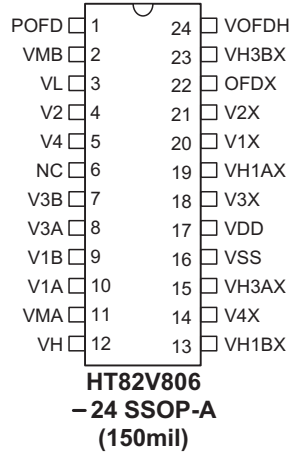 POFD 1 24 VOFDH
VMB 2 23 VH3BX
VL 3 22 OFDX
V2 4 21 V2X
V4 5 20 V1X
NC 6 19 VH1AX
V3B 7 18 V3X
V3A 8 17 VDD
V1B 9 16 VSS
V1A 10 15 VH3AX
VMA 11 14 V4X
VH 12 13 VH1BX
HT82V806
– 24 SSOP-A
(150mil)